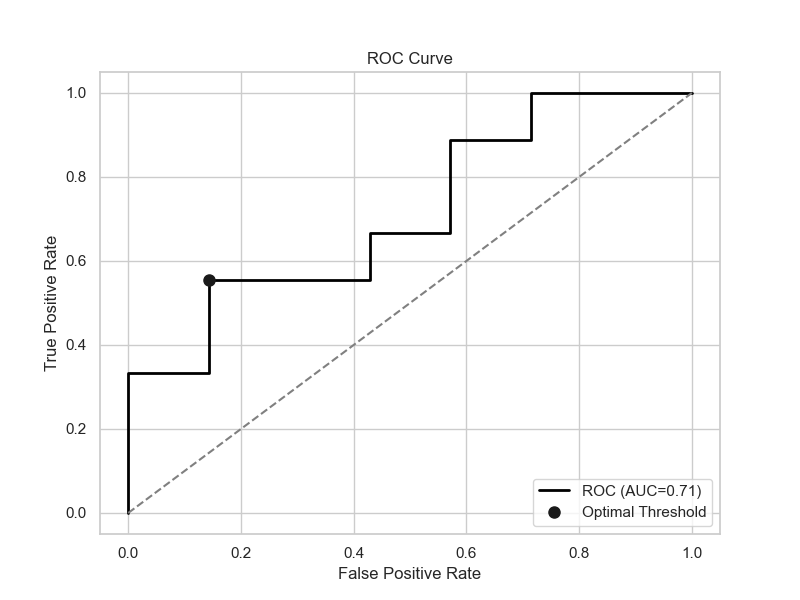 ROC Curve
1.0
0.8
0.6
0.4
0.2
0.0
True Positive Rate
0.0 0.2 0.4 0.6 0.8 1.0
False Positive Rate
ROC (AUC=0.71)
Optimal Threshold